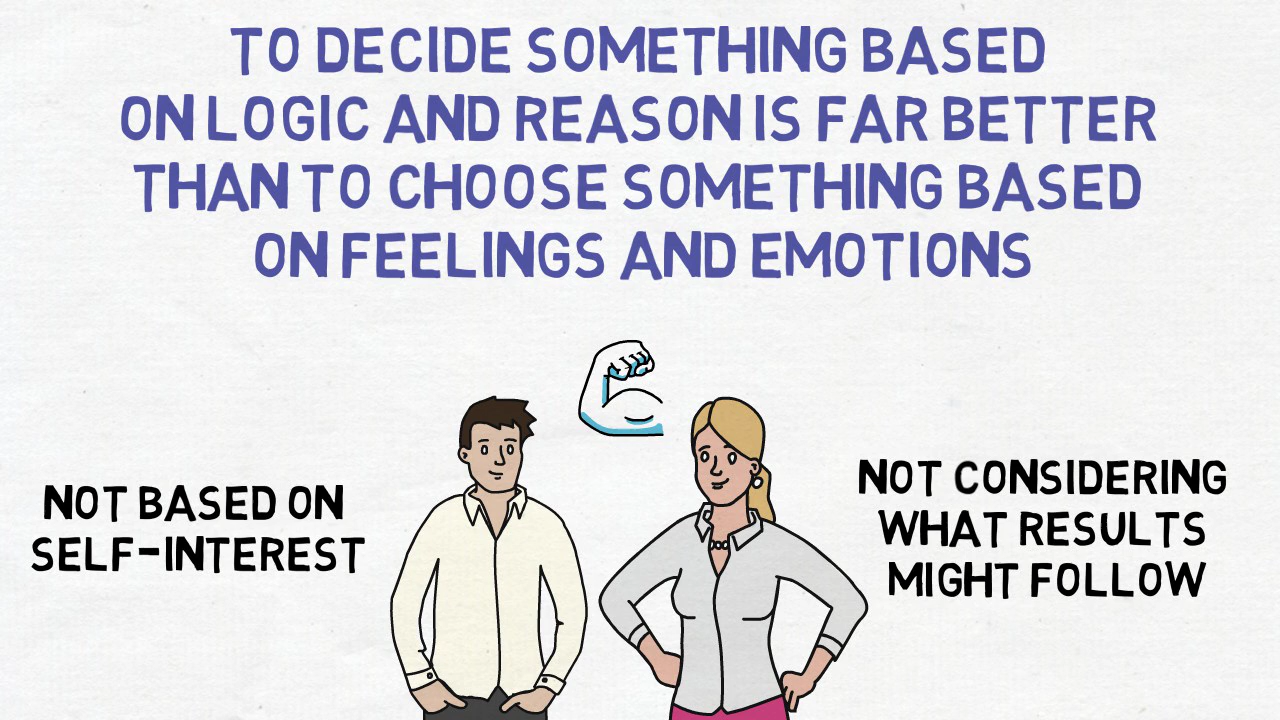 TO DECIDE SOMETHING BASED
ON LOGIC AND REASON IS FAR BETTER
THAN TO CHOOSE SOMETHING BASED
ON FEELINGS AND EMOTIONS
NOT BASED ON
SELF-INTEREST
NOT CONSIDERING
WHAT RESULTS
MIGHT FOLLOW